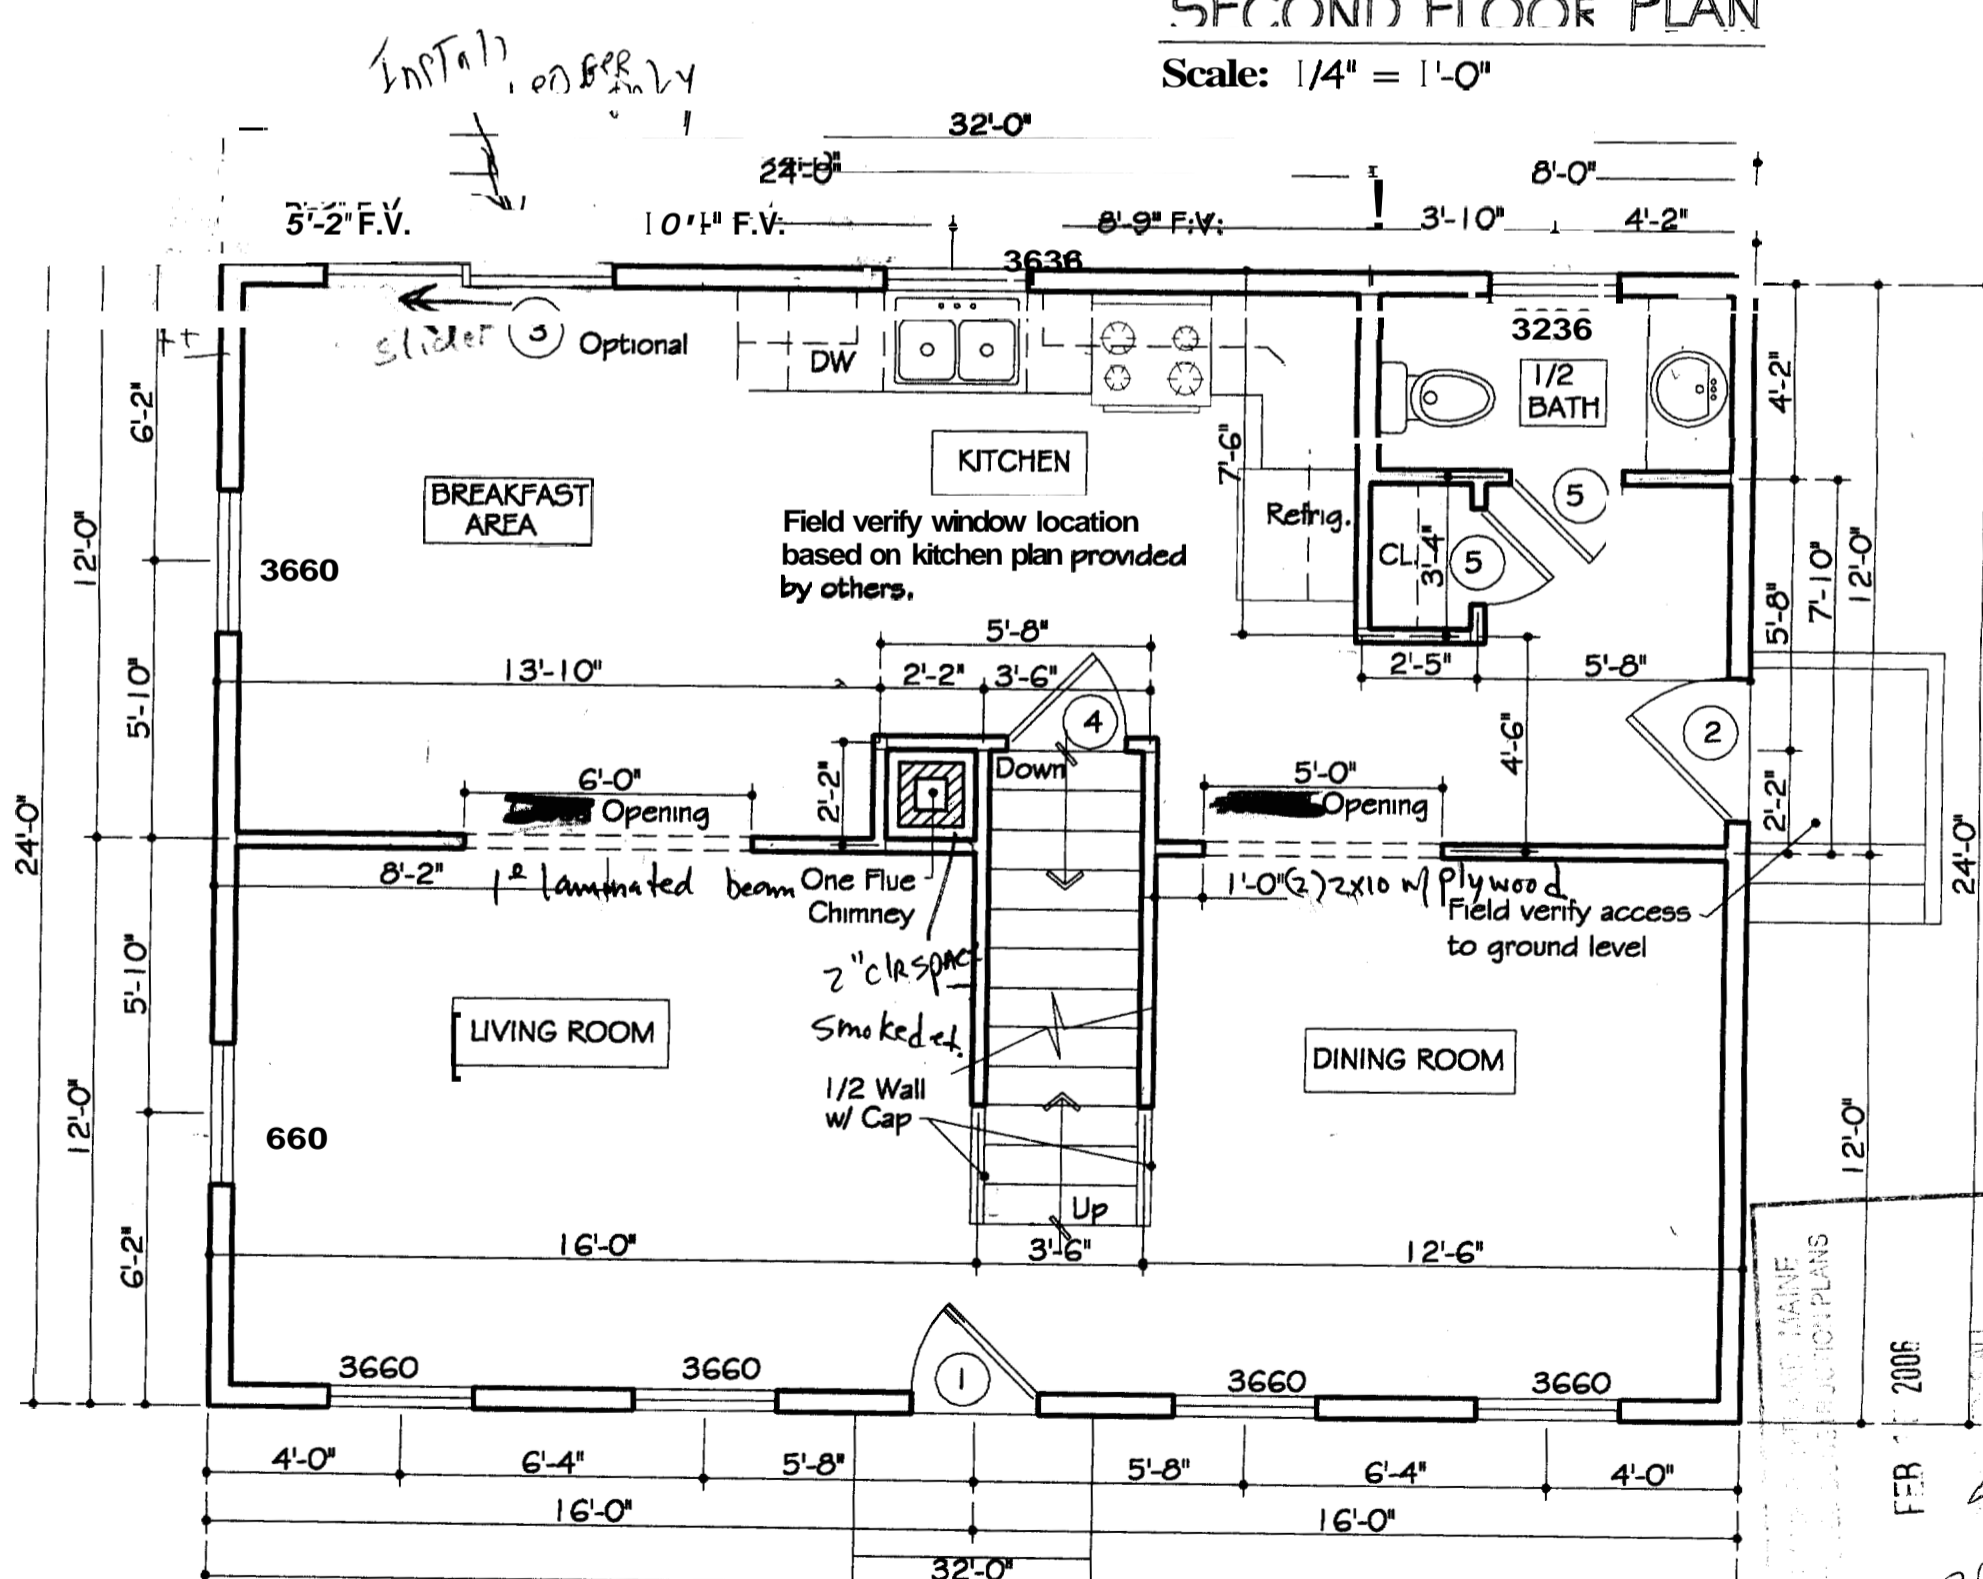 SECOND FLOOR PLAN
Scale: 1/4" = 1'-0"
Install
32'-0"
24'-0"
8'-0"
5'-2" F.V.
10'-1" F.V.
8'-9" F.V.
3'-10"
4'-2"
3636
slider
3
Optional
DW
3236
1/2
BATH
6'-2"
4'-2"
KITCHEN
7'-6"
BREAKFAST
AREA
Refrig.
5
Field verify window location
based on kitchen plan provided
by others.
12'-0"
3660
CL.
3'-4"
5
5'-8"
7'-10"
12'-0"
5'-8"
13'-10"
2'-2"
3'-6"
2'-5"
5'-8"
5'-10"
4
4'-6"
2
Down
6'-0"
Opening
2'-2"
5'-0"
Opening
2'-2"
24'-0"
24'-0"
8'-2"
laminated beam
One Flue
Chimney
1'-0"
(2) 2x10 w/ plywood
Field verify access
to ground level
2" clr space
5'-10"
LIVING ROOM
Smoke det.
DINING ROOM
1/2 Wall
w/ Cap
12'-0"
660
12'-0"
Up
6'-2"
16'-0"
3'-6"
12'-6"
MAINE
PLANS
3660
3660
1
3660
3660
2006
4'-0"
6'-4"
5'-8"
5'-8"
6'-4"
4'-0"
16'-0"
16'-0"
32'-0"